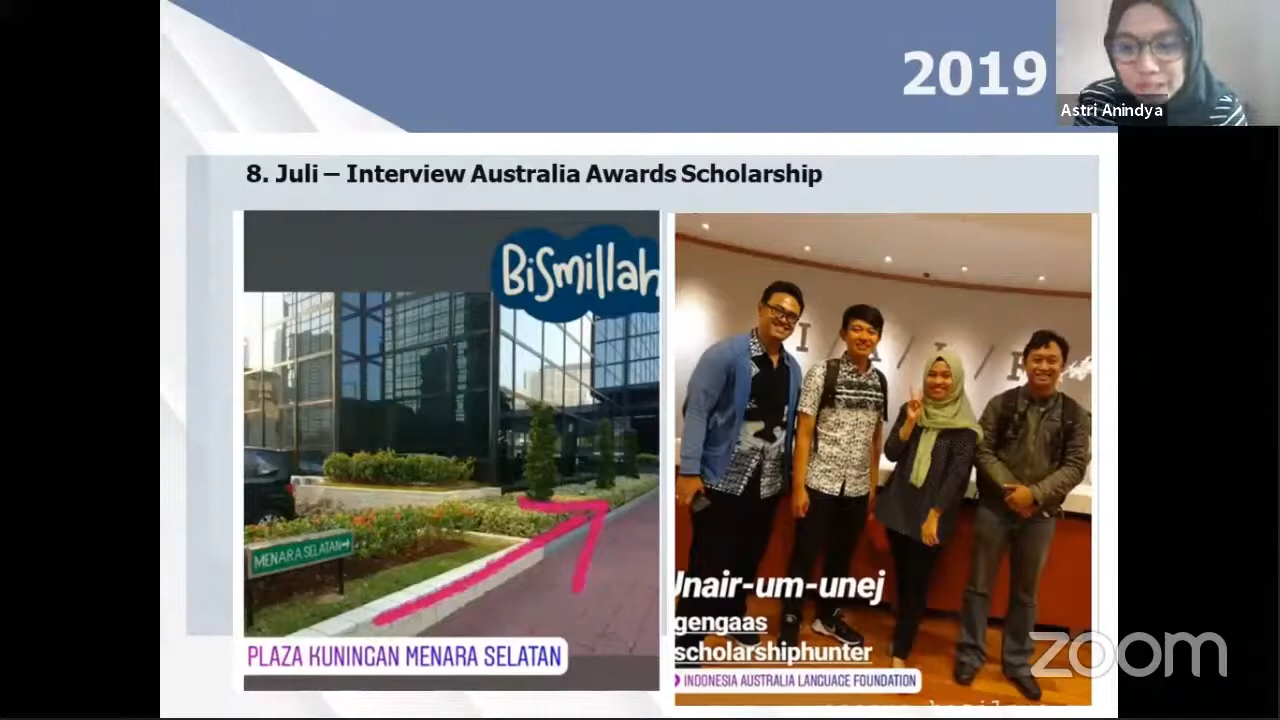 2019
Astri Anindya
8. Juli – Interview Australia Awards Scholarship
Bismillah
MENARA SELATAN
PLAZA KUNINGAN MENARA SELATAN
I / A / L F
Unair-um-unej
gengaas
scholarshiphunter
INDONESIA AUSTRALIA LANGUAGE FOUNDATION
zoom